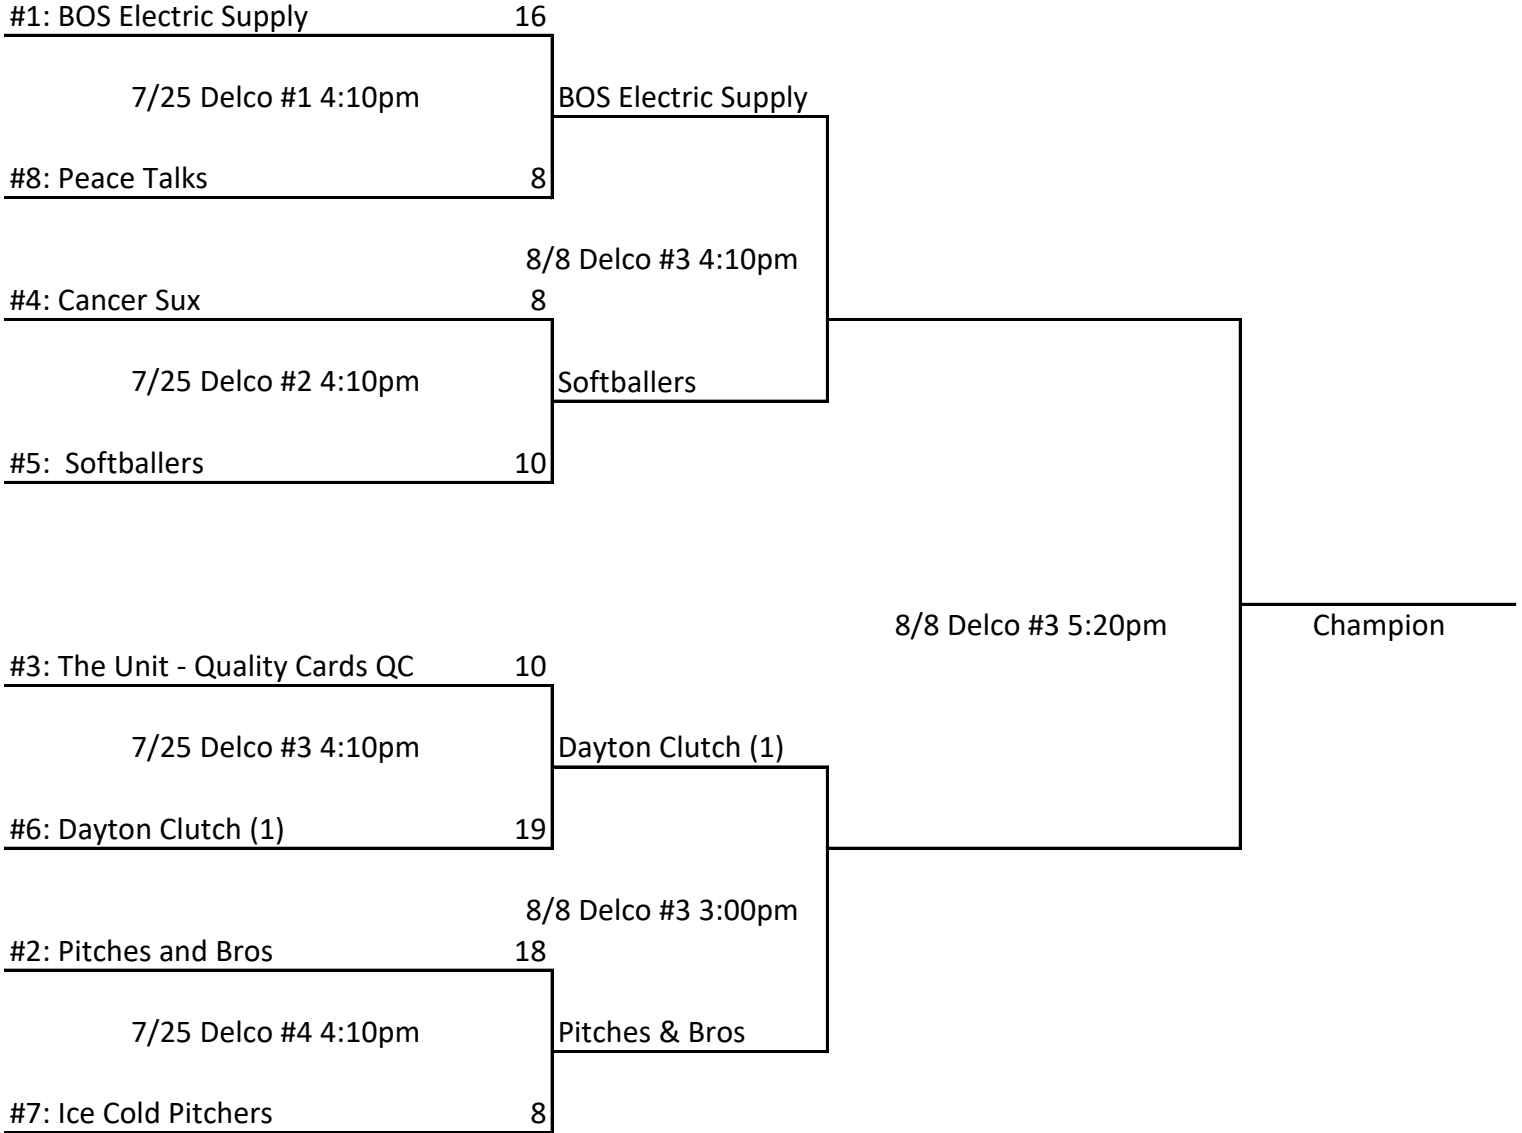 #1: BOS Electric Supply 16
7/25 Delco #1 4:10pm
BOS Electric Supply
#8: Peace Talks 8
8/8 Delco #3 4:10pm
#4: Cancer Sux 8
7/25 Delco #2 4:10pm
Softballers
#5:  Softballers 10
8/8 Delco #3 5:20pm
Champion
#3: The Unit - Quality Cards QC 10
7/25 Delco #3 4:10pm
Dayton Clutch (1)
#6: Dayton Clutch (1) 19
8/8 Delco #3 3:00pm
#2: Pitches and Bros 18
7/25 Delco #4 4:10pm
Pitches & Bros
#7: Ice Cold Pitchers 8